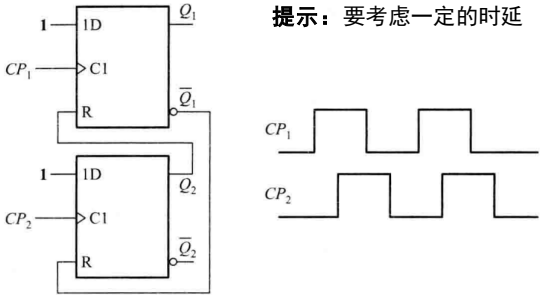 提示：要考虑一定的时延
Q₁
1 1D
CP₁ C1
Q̅₁
R
1 1D
Q₂
CP₂ C1
Q̅₂
R
CP₁
CP₂